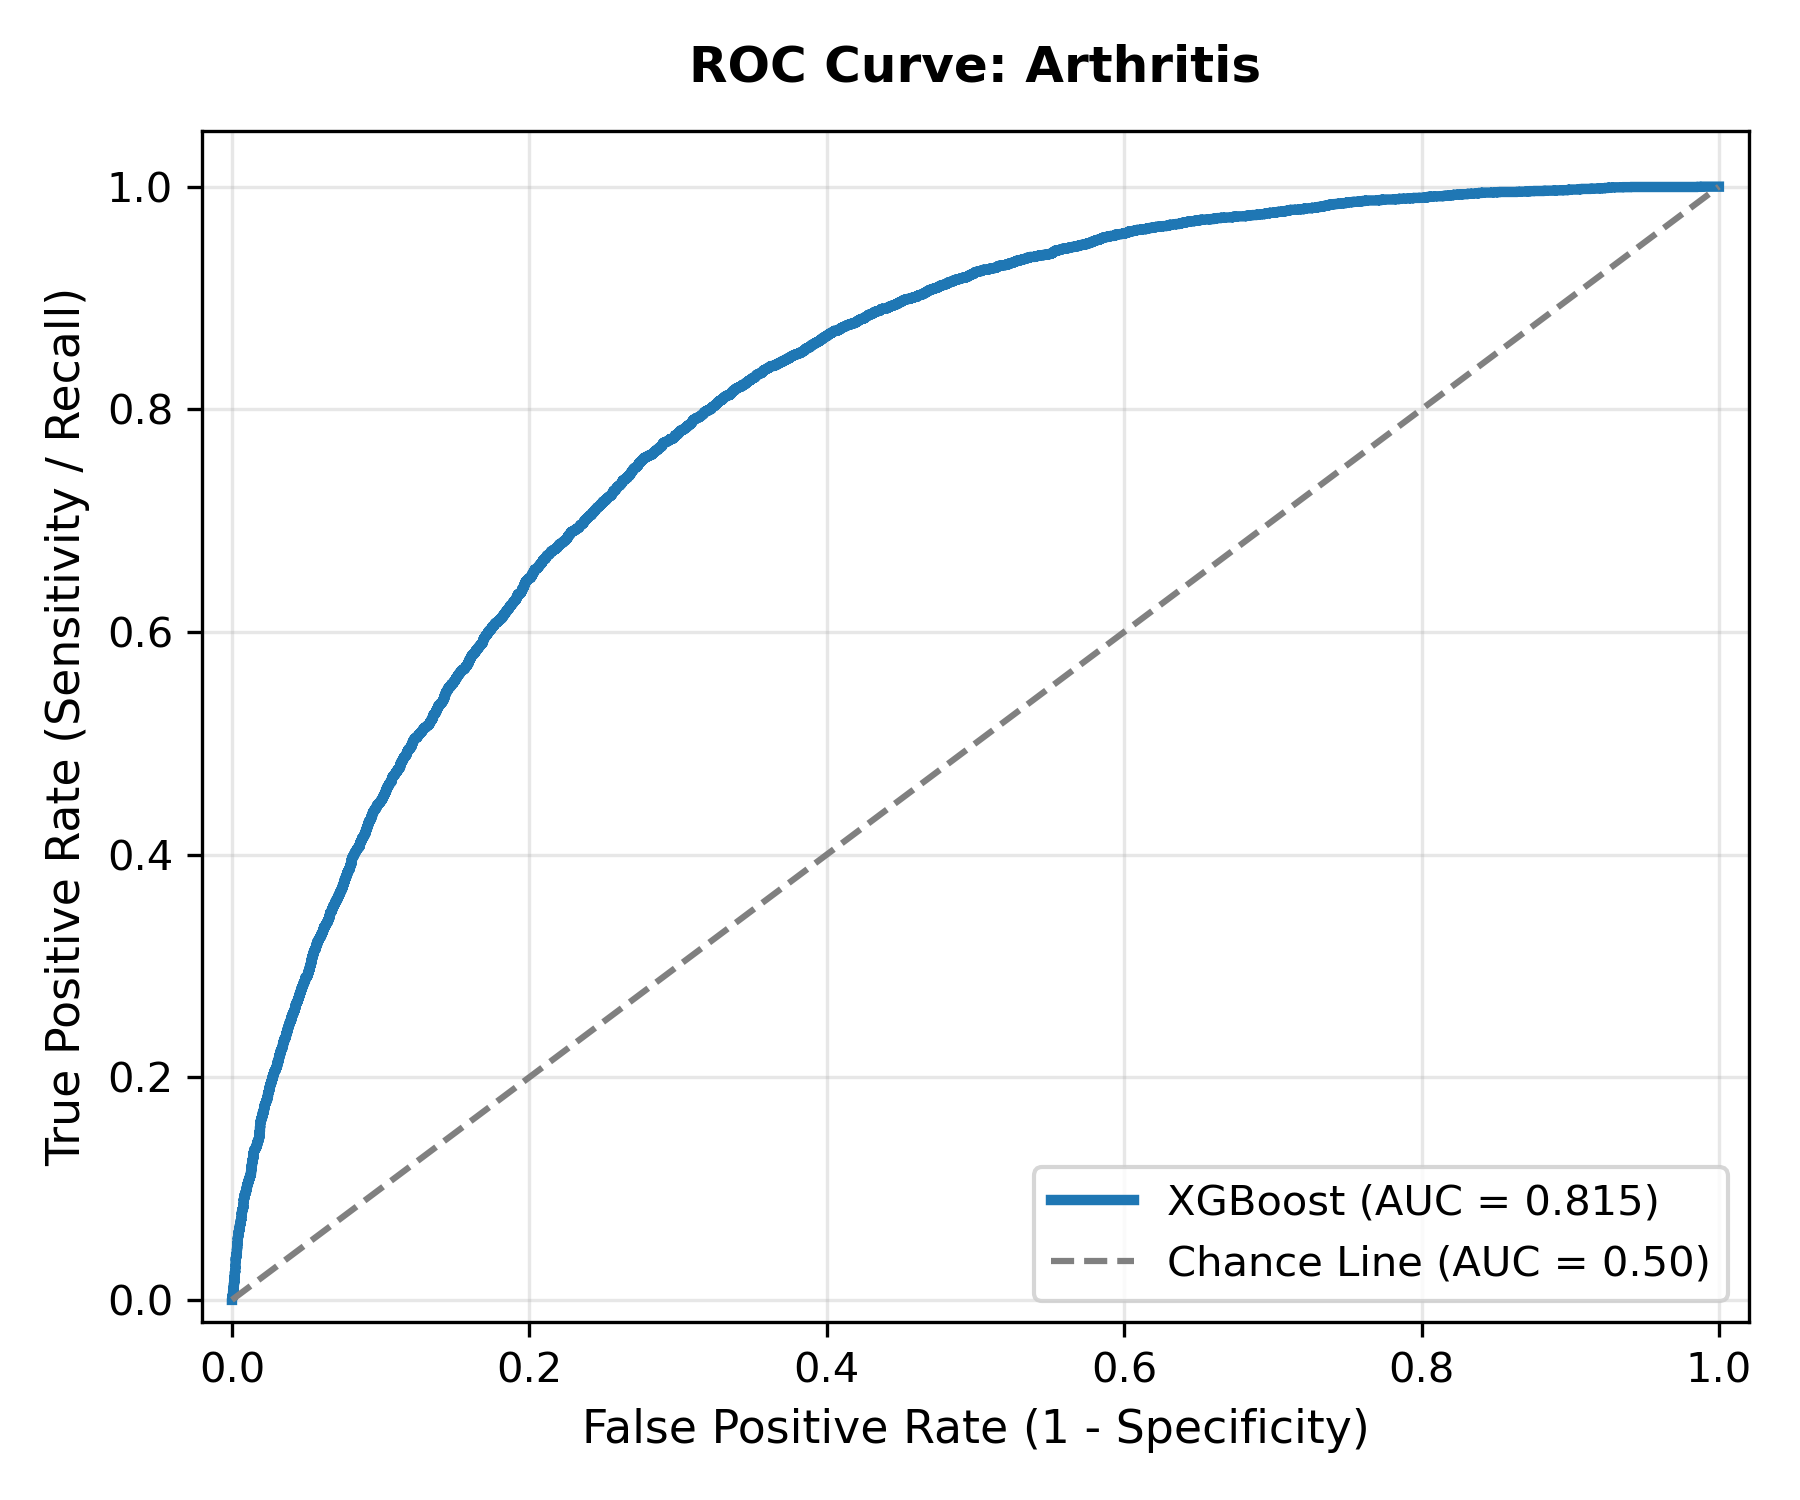 ROC Curve: Arthritis
True Positive Rate (Sensitivity / Recall)
1.0
0.8
0.6
0.4
0.2
0.0
XGBoost (AUC = 0.815)
Chance Line (AUC = 0.50)
0.0 0.2 0.4 0.6 0.8 1.0
False Positive Rate (1 - Specificity)